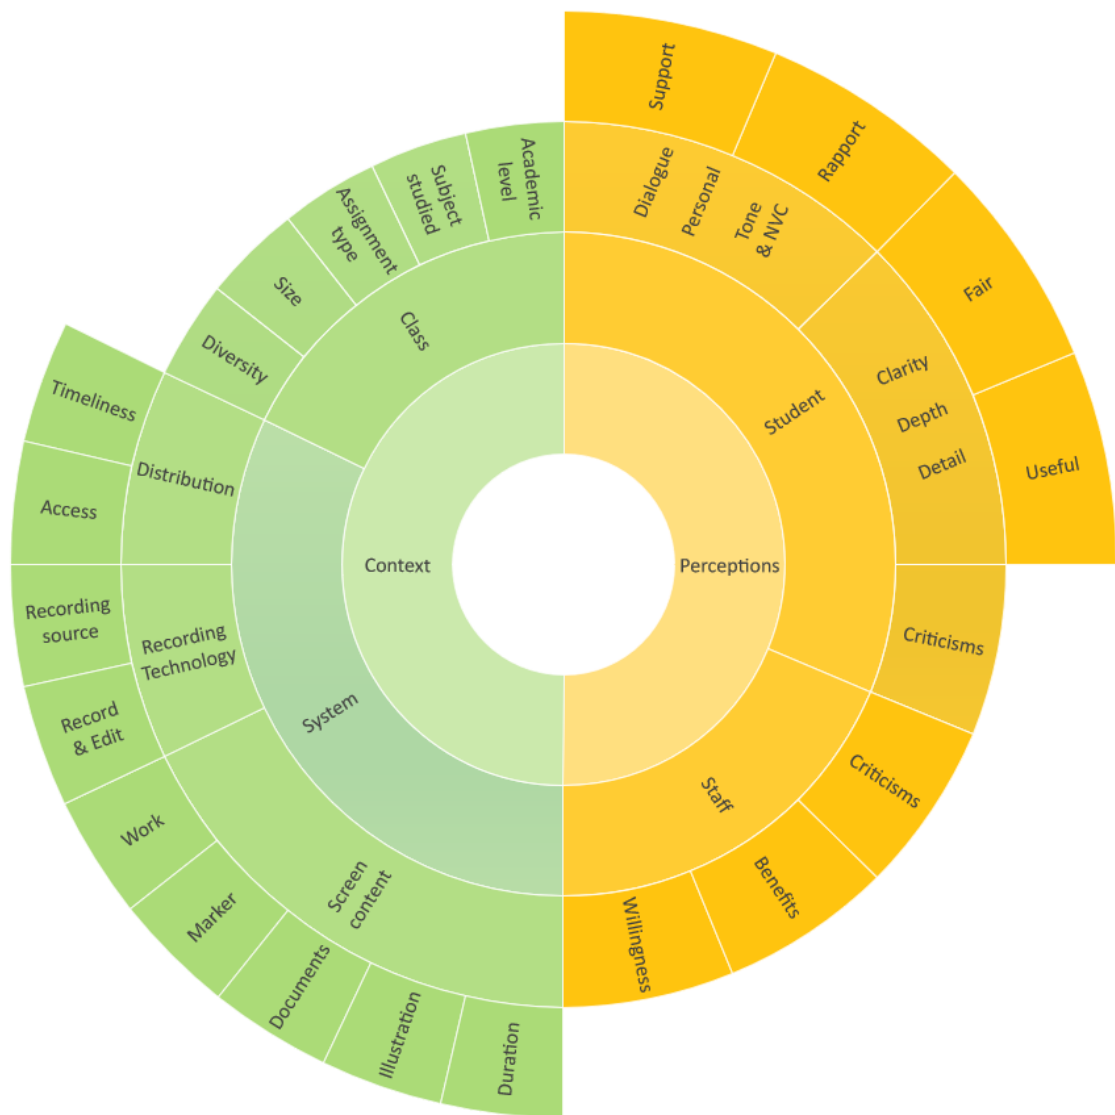 Support
Rapport
Fair
Useful
Dialogue
Personal
Tone
& NVC
Clarity
Depth
Detail
Criticisms
Student
Perceptions
Staff
Criticisms
Benefits
Willingness
Context
Class
Academic
level
Subject
studied
Assignment
type
Size
Diversity
System
Distribution
Timeliness
Access
Recording
Technology
Recording
source
Record
& Edit
Screen
content
Work
Marker
Documents
Illustration
Duration